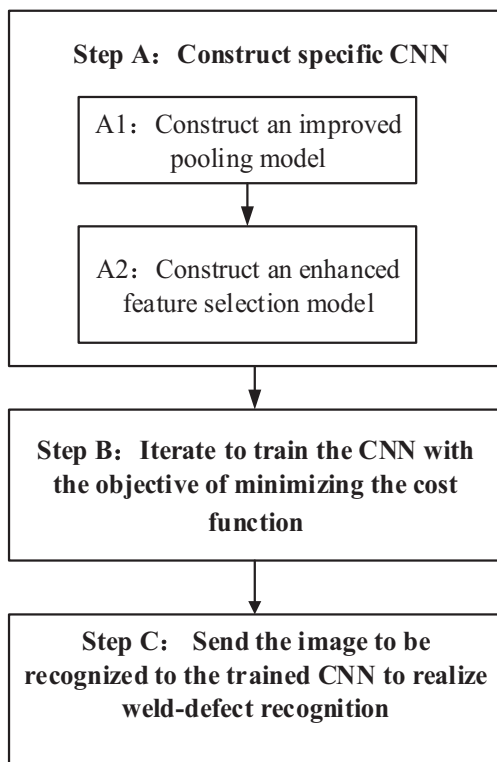 Step A：Construct specific CNN
A1：Construct an improved
pooling model
A2：Construct an enhanced
feature selection model
Step B：Iterate to train the CNN with
the objective of minimizing the cost
function
Step C： Send the image to be
recognized to the trained CNN to realize
weld-defect recognition